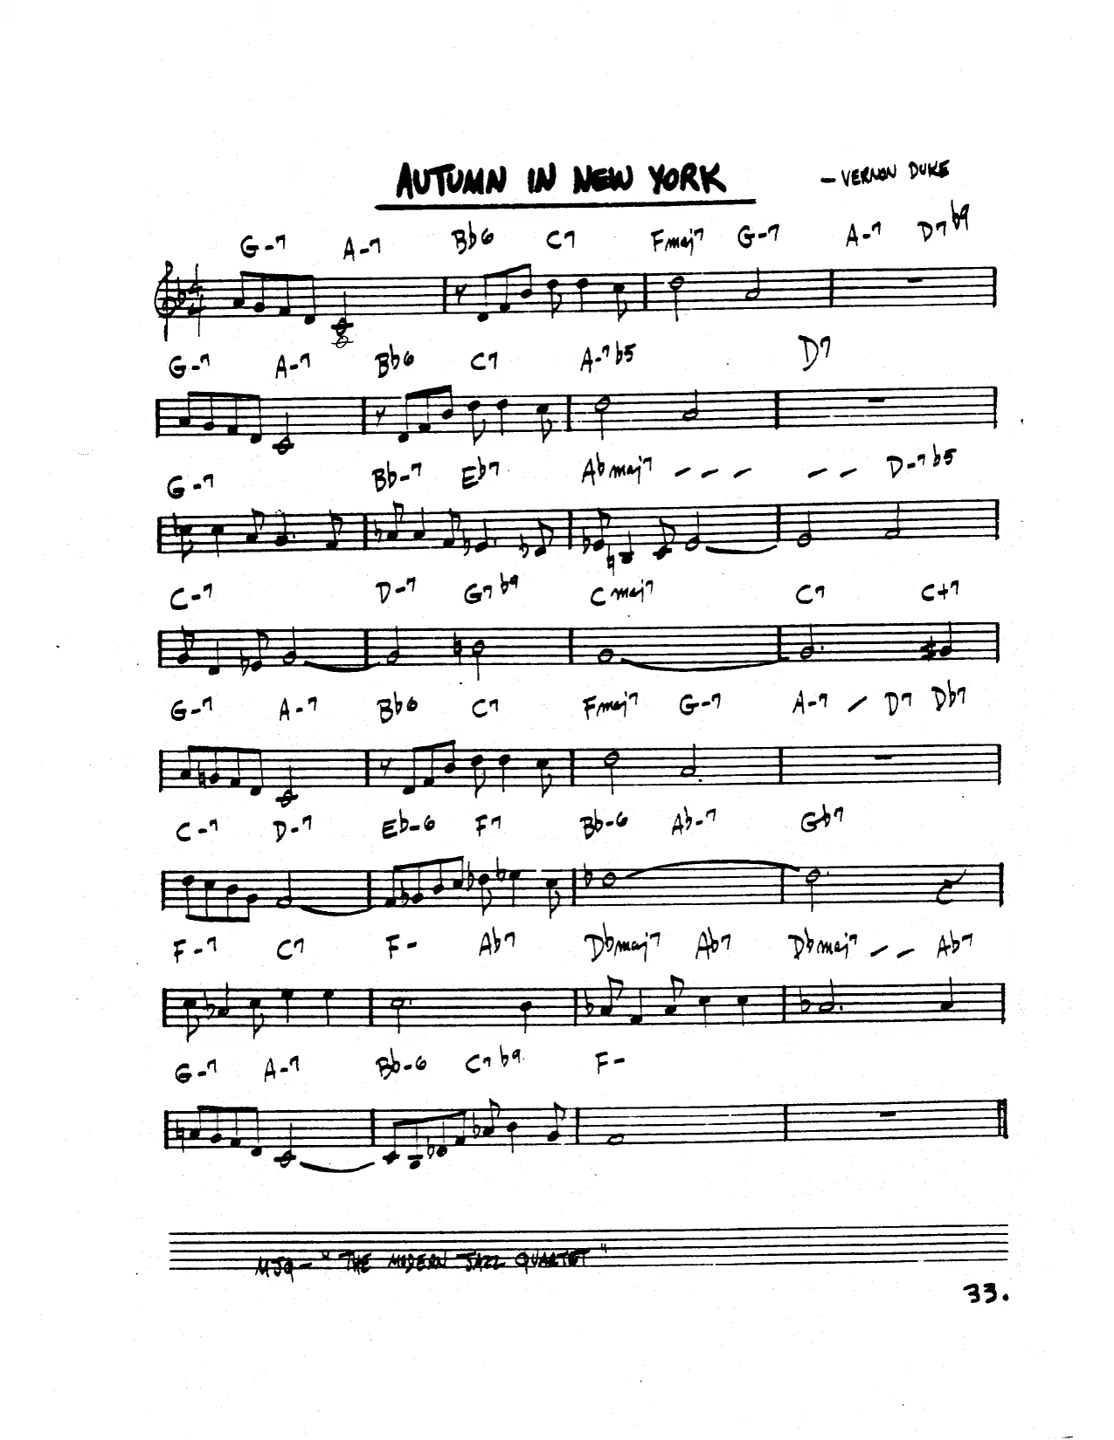 AUTUMN IN NEW YORK
– VERNON DUKE
G-7 A-7 Bb6 C7 Fmaj7 G-7 A-7 D7b9
4 4
G-7 A-7 Bb6 C7 A-7b5 D7
G-7 Bb-7 Eb7 Abmaj7 - - - - - D-7b5
C-7 D-7 G7b9 Cmaj7 C7 C+7
G-7 A-7 Bb6 C7 Fmaj7 G-7 A-7 / D7 Db7
C-7 D-7 Eb-6 F7 Bb-6 Ab-7 Gb7
F-7 C7 F- Ab7 Dbmaj7 Ab7 Dbmaj7 - - Ab7
G-7 A-7 Bb-6 C7b9 F-
MJQ – "THE MODERN JAZZ QUARTET"
33.